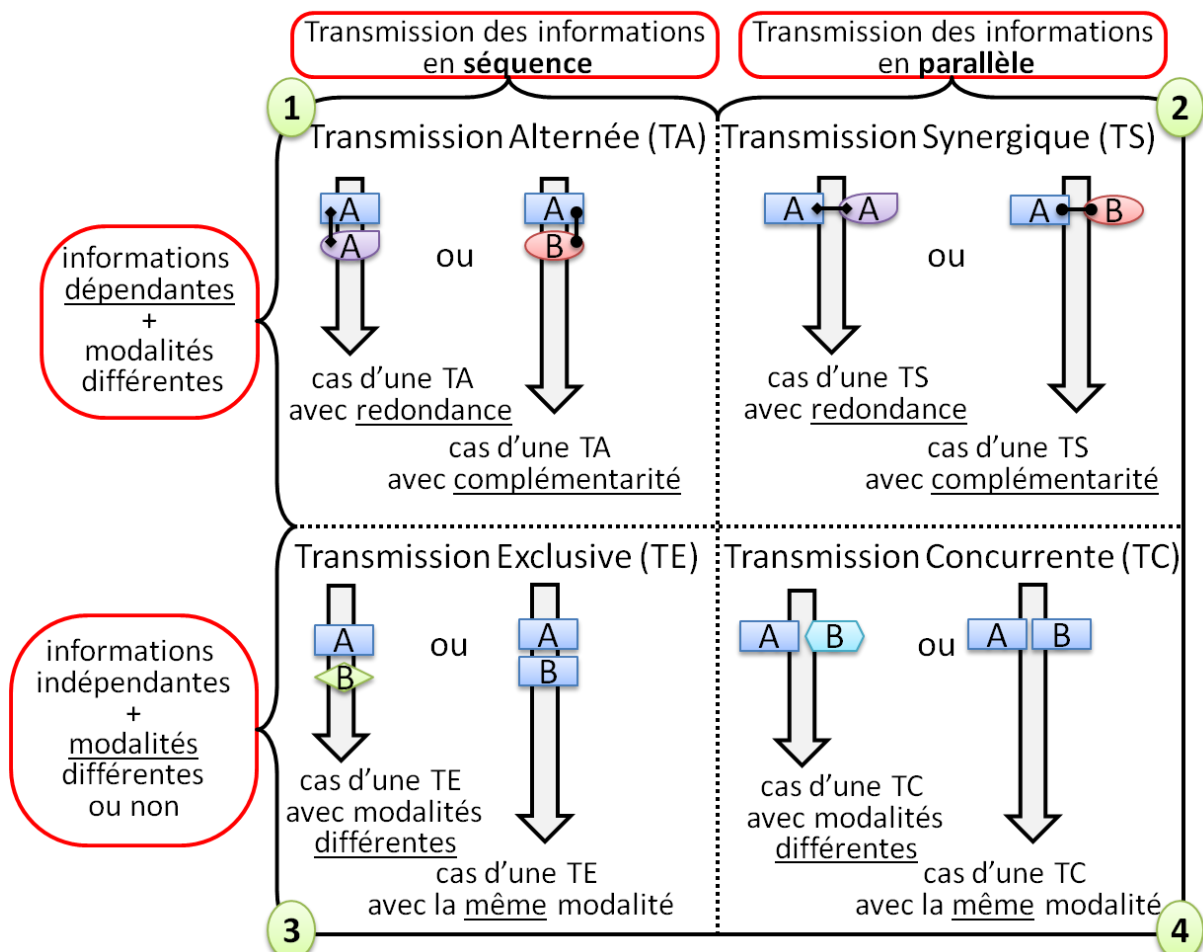 Transmission des informations
en séquence
Transmission des informations
en parallèle
1
2
informations
dépendantes
+
modalités
différentes
Transmission Alternée (TA)
A
A
ou
A
B
cas d'une TA
avec redondance
cas d'une TA
avec complémentarité
Transmission Synergique (TS)
A
A
ou
A
B
cas d'une TS
avec redondance
cas d'une TS
avec complémentarité
informations
indépendantes
+
modalités
différentes
ou non
Transmission Exclusive (TE)
A
B
ou
A
B
cas d'une TE
avec modalités
différentes
cas d'une TE
avec la même modalité
3
Transmission Concurrente (TC)
A
B
ou
A
B
cas d'une TC
avec modalités
différentes
cas d'une TC
avec la même modalité
4